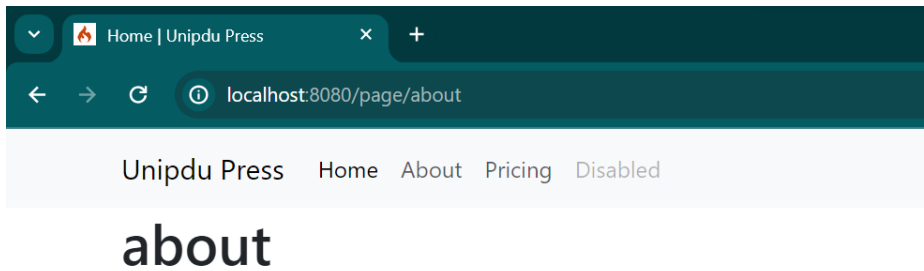 Home | Unipdu Press
localhost:8080/page/about
Unipdu Press Home About Pricing Disabled
about